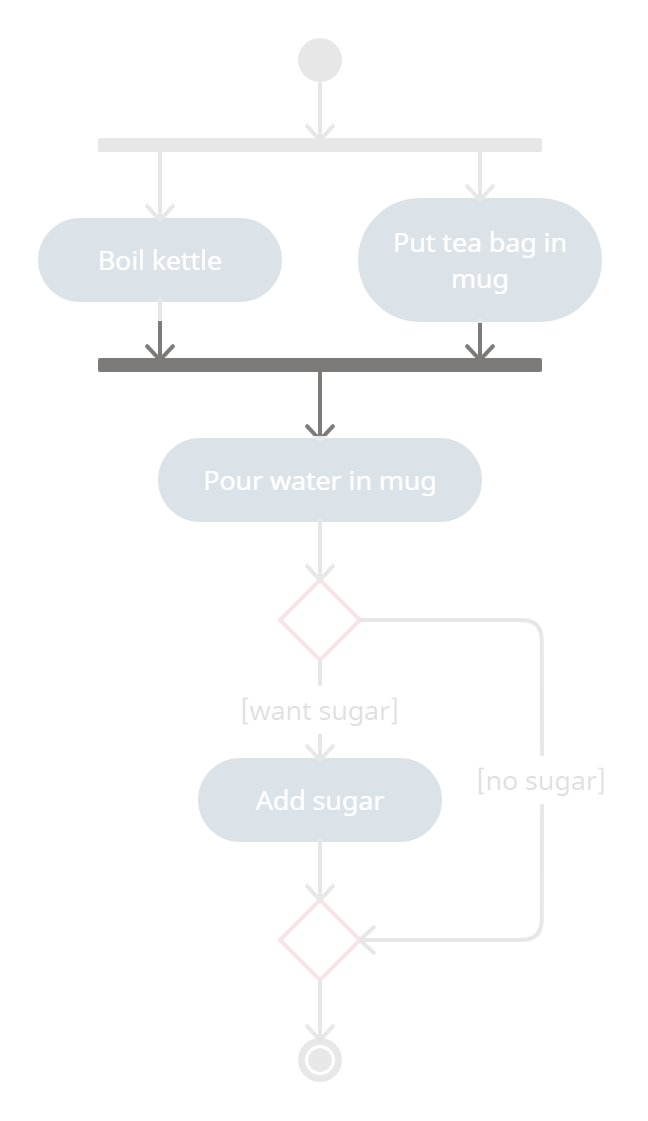 Boil kettle
Put tea bag in
mug
Pour water in mug
[want sugar]
[no sugar]
Add sugar